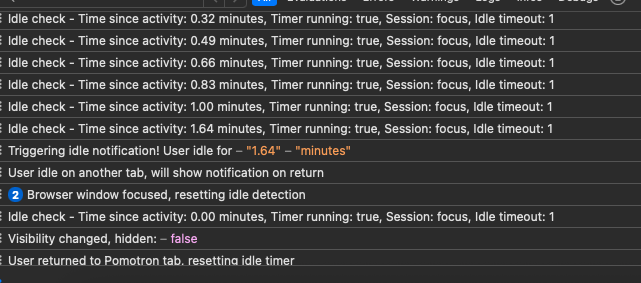 All Evaluations Errors Warnings Logs Infos Debugs
Idle check - Time since activity: 0.32 minutes, Timer running: true, Session: focus, Idle timeout: 1
Idle check - Time since activity: 0.49 minutes, Timer running: true, Session: focus, Idle timeout: 1
Idle check - Time since activity: 0.66 minutes, Timer running: true, Session: focus, Idle timeout: 1
Idle check - Time since activity: 0.83 minutes, Timer running: true, Session: focus, Idle timeout: 1
Idle check - Time since activity: 1.00 minutes, Timer running: true, Session: focus, Idle timeout: 1
Idle check - Time since activity: 1.64 minutes, Timer running: true, Session: focus, Idle timeout: 1
Triggering idle notification! User idle for – "1.64" – "minutes"
User idle on another tab, will show notification on return
2 Browser window focused, resetting idle detection
Idle check - Time since activity: 0.00 minutes, Timer running: true, Session: focus, Idle timeout: 1
Visibility changed, hidden: – false
User returned to Pomotron tab, resetting idle timer